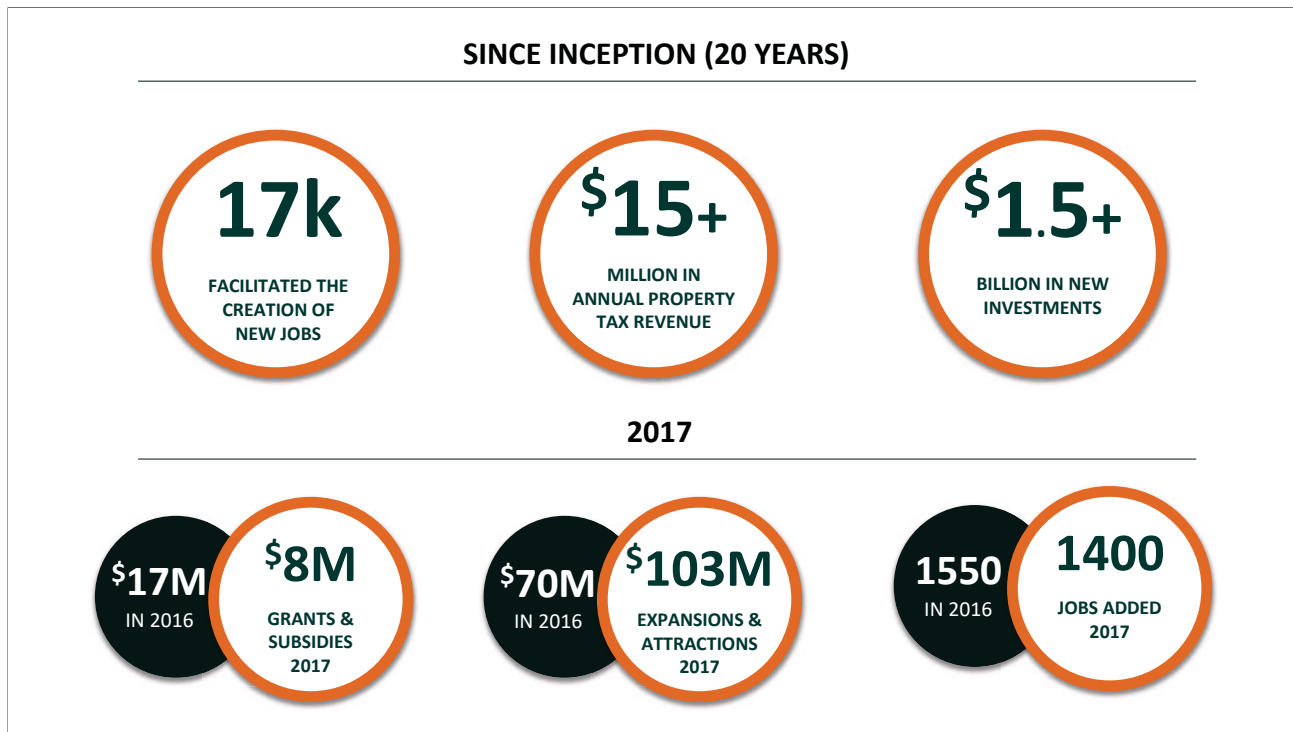 SINCE INCEPTION (20 YEARS)
17k
FACILITATED THE
CREATION OF
NEW JOBS
$15+
MILLION IN
ANNUAL PROPERTY
TAX REVENUE
$1.5+
BILLION IN NEW
INVESTMENTS
2017
$17M
IN 2016
$8M
GRANTS &
SUBSIDIES
2017
$70M
IN 2016
$103M
EXPANSIONS &
ATTRACTIONS
2017
1550
IN 2016
1400
JOBS ADDED
2017